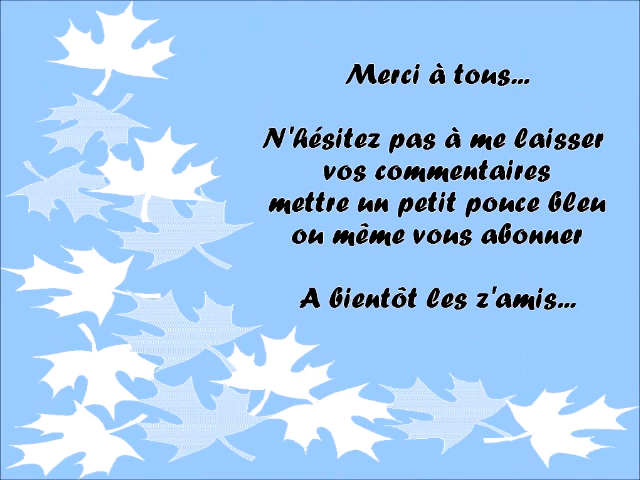 Merci à tous...
N'hésitez pas à me laisser
vos commentaires
mettre un petit pouce bleu
ou même vous abonner
A bientôt les z'amis...